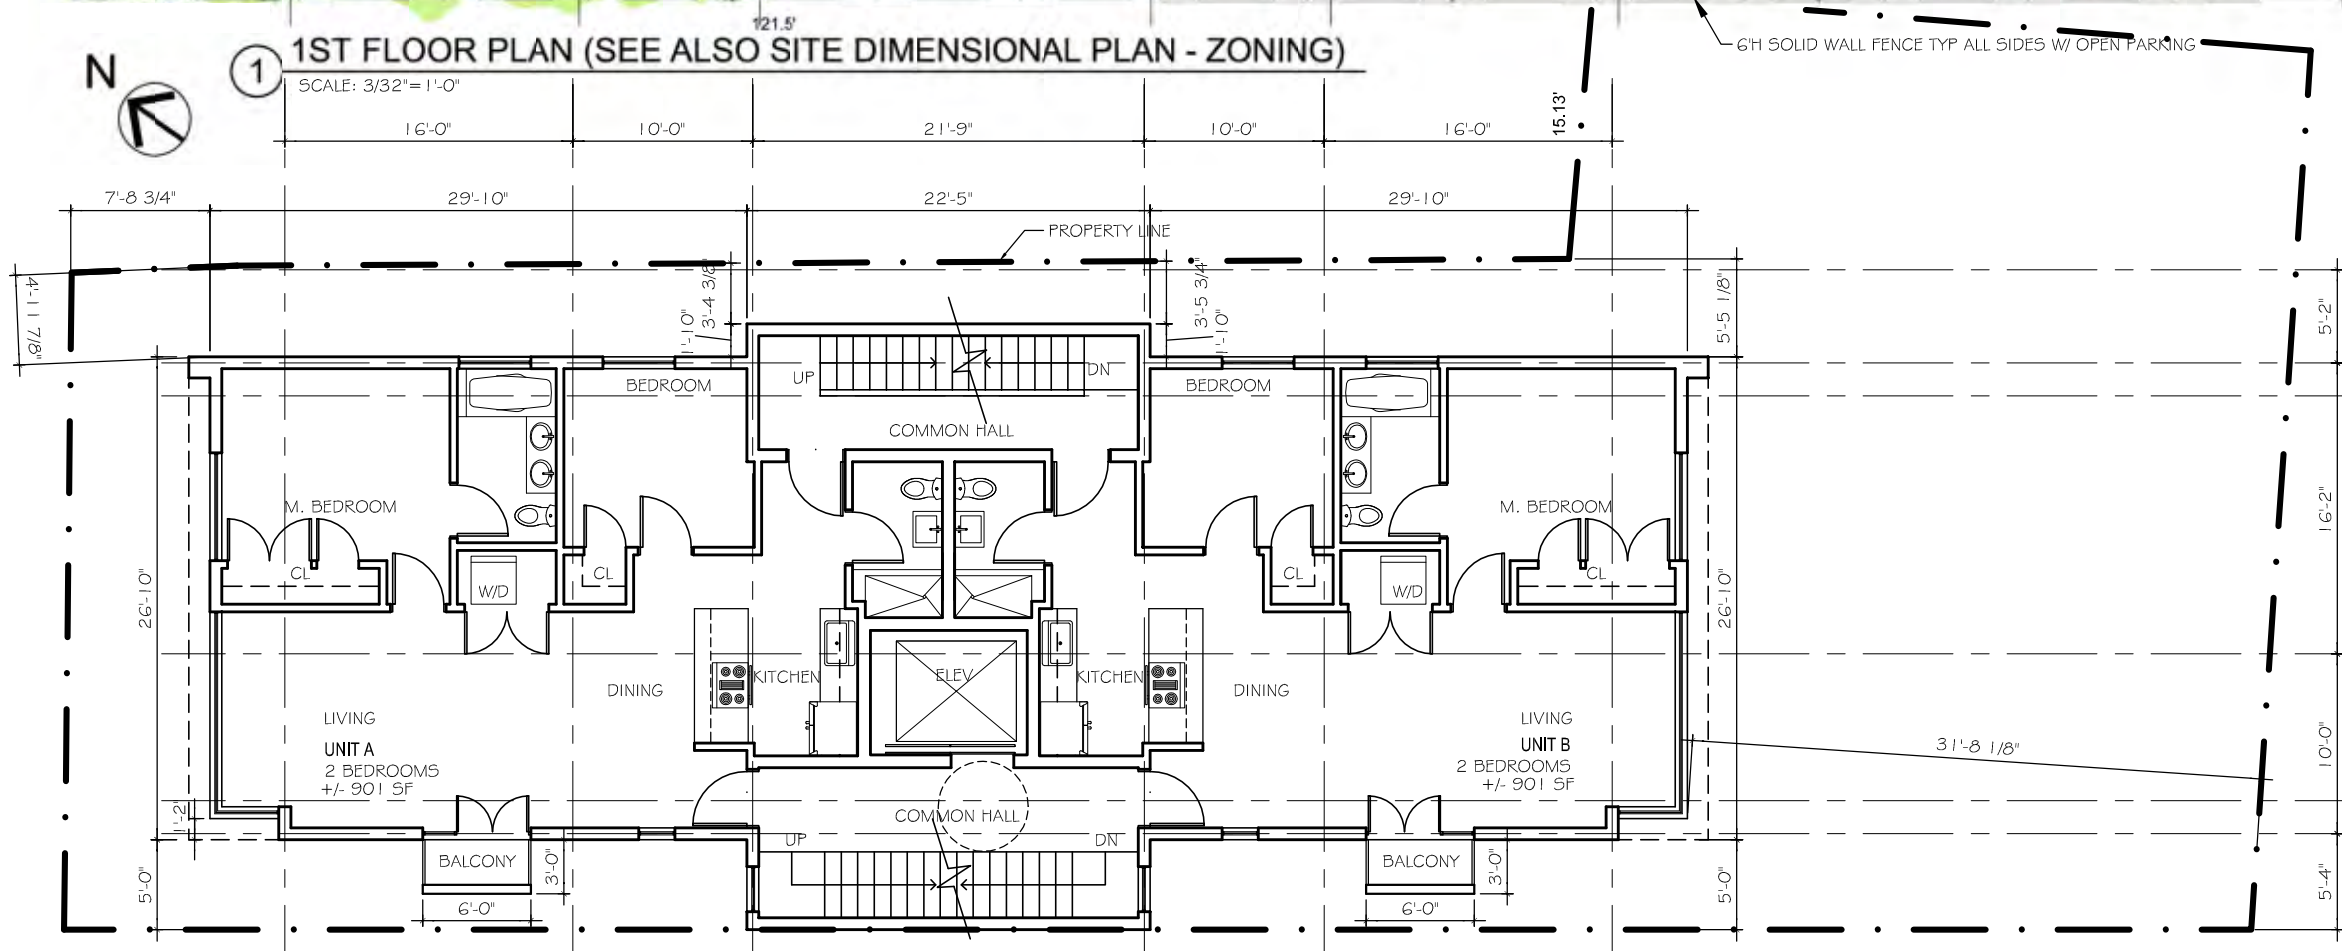 121.5'
N
1
1ST FLOOR PLAN (SEE ALSO SITE DIMENSIONAL PLAN - ZONING)
SCALE: 3/32"=1'-0"
6'H SOLID WALL FENCE TYP ALL SIDES W/ OPEN PARKING
15.13'
16'-0"
10'-0"
21'-9"
10'-0"
16'-0"
7'-8 3/4"
29'-10"
22'-5"
29'-10"
PROPERTY LINE
4'-11 7/8"
3'-4 3/8"
1'-10"
3'-5 3/4"
1'-10"
5'-5 1/8"
5'-2"
UP
DN
BEDROOM
BEDROOM
COMMON HALL
M. BEDROOM
M. BEDROOM
16'-2"
CL
CL
CL
CL
W/D
W/D
26'-10"
26'-10"
KITCHEN
ELEV
KITCHEN
DINING
DINING
LIVING
UNIT A
2 BEDROOMS
+/- 901 SF
LIVING
UNIT B
2 BEDROOMS
+/- 901 SF
31'-8 1/8"
10'-0"
1'-2"
COMMON HALL
UP
DN
BALCONY
BALCONY
3'-0"
3'-0"
5'-0"
5'-0"
5'-4"
6'-0"
6'-0"